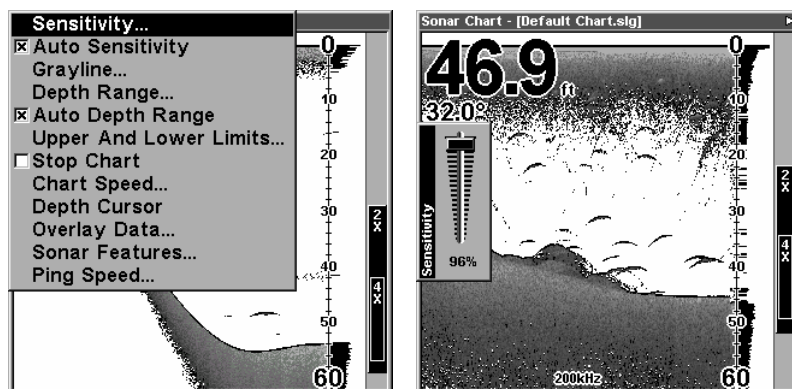 Sensitivity...
Auto Sensitivity
Grayline...
Depth Range...
Auto Depth Range
Upper And Lower Limits...
Stop Chart
Chart Speed...
Depth Cursor
Overlay Data...
Sonar Features...
Ping Speed...
0
10
20
30
40
50
60
2X
4X
Sonar Chart - [Default Chart.slg]
46.9 ft
32.0°
Sensitivity
96%
0
10
20
30
40
50
60
200kHz
2X
4X